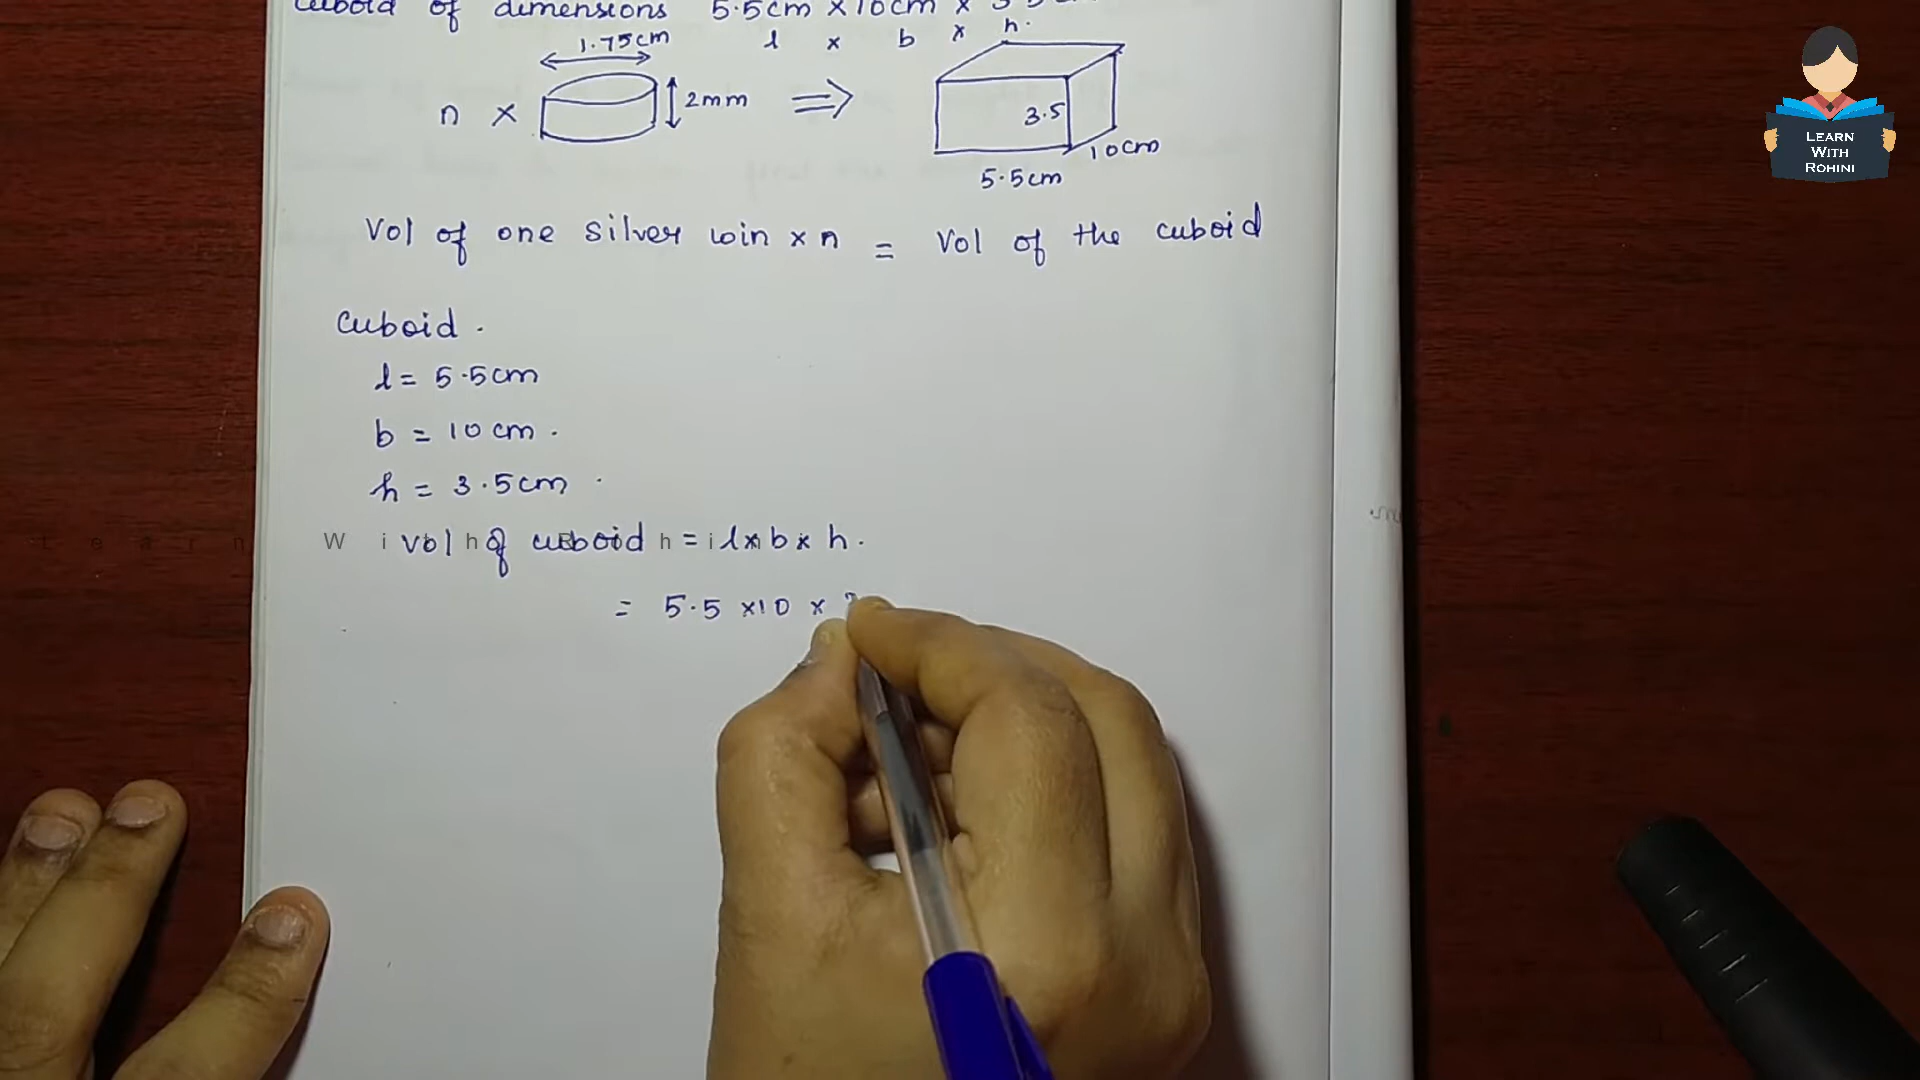 cuboid of dimensions 5.5cm x 10cm x
l x b x h.
1.75cm
n x 2mm ⇒ 3.5
10cm
5.5cm
Vol of one silver coin x n = Vol of the cuboid
Cuboid.
l = 5.5cm
b = 10 cm.
h = 3.5cm.
vol of cuboid = l x b x h.
= 5.5 x 10 x
LEARN
WITH
ROHINI